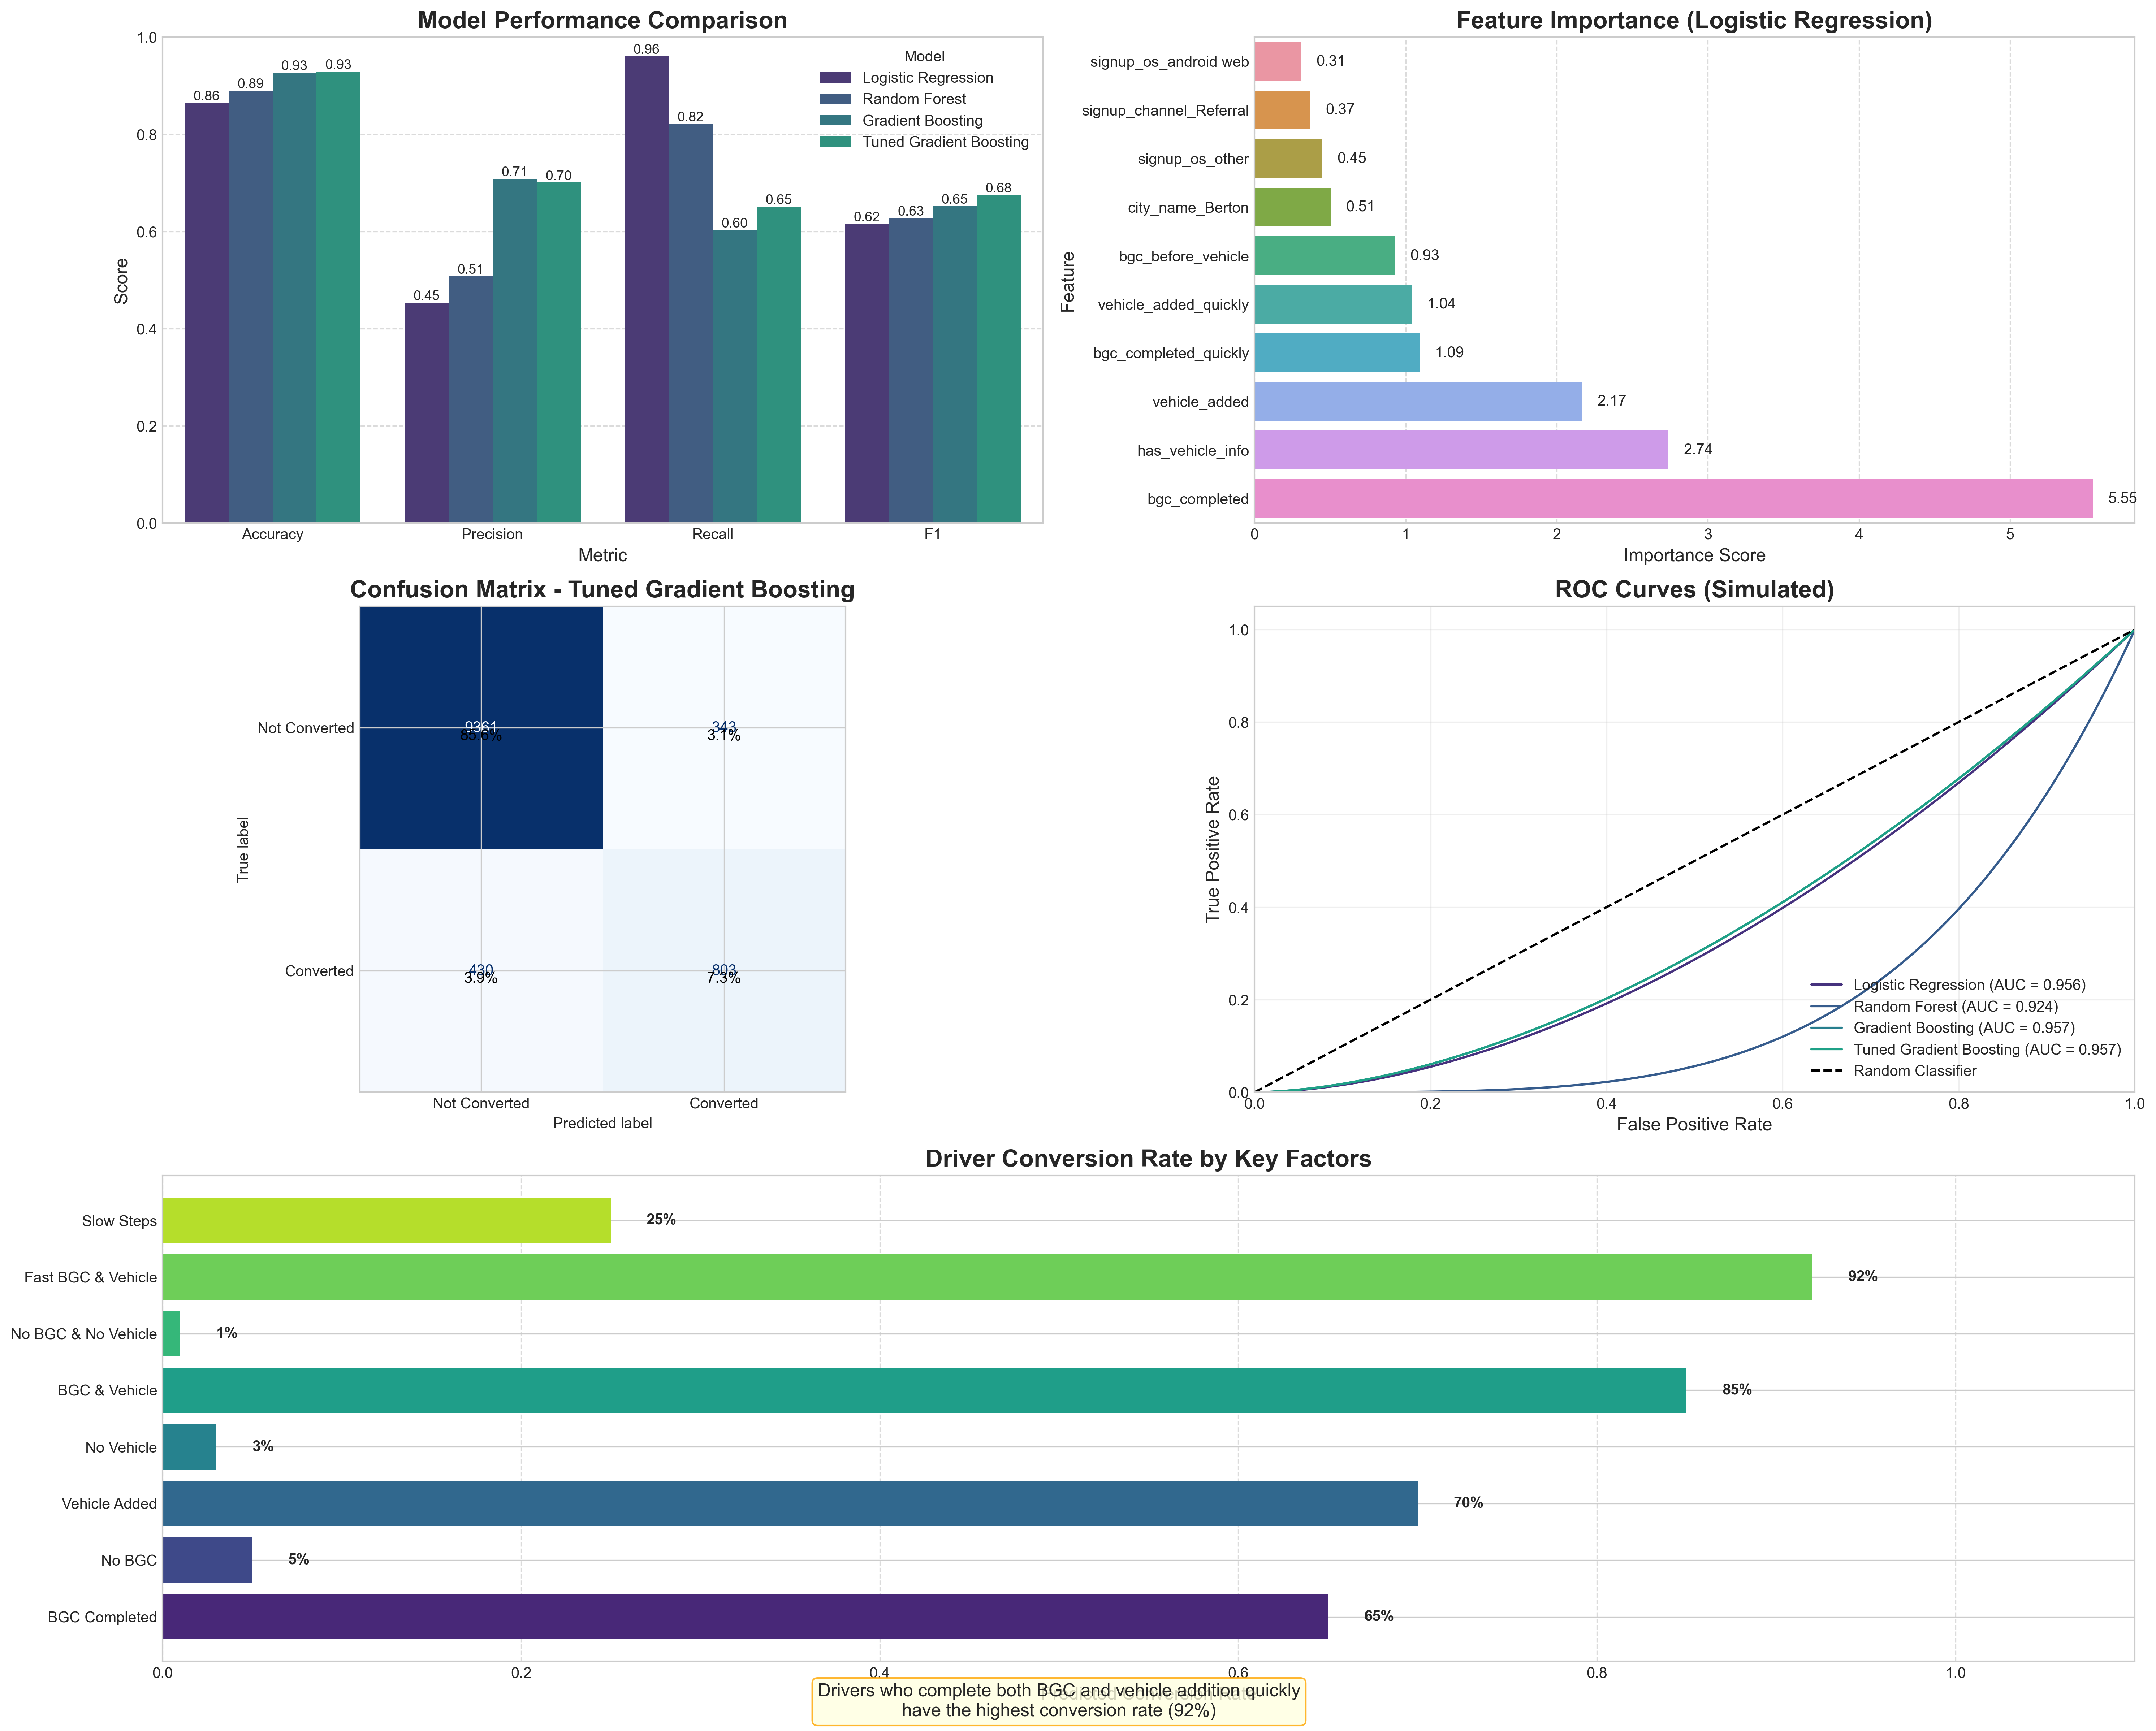 Model Performance Comparison
1.0
0.8
0.6
0.4
0.2
0.0
Score
0.86
0.89
0.93
0.93
0.45
0.51
0.71
0.70
0.96
0.82
0.60
0.65
0.62
0.63
0.65
0.68
Model
Logistic Regression
Random Forest
Gradient Boosting
Tuned Gradient Boosting
Accuracy
Precision
Recall
F1
Metric
Feature Importance (Logistic Regression)
Feature
signup_os_android web
0.31
signup_channel_Referral
0.37
signup_os_other
0.45
city_name_Berton
0.51
bgc_before_vehicle
0.93
vehicle_added_quickly
1.04
bgc_completed_quickly
1.09
vehicle_added
2.17
has_vehicle_info
2.74
bgc_completed
5.55
0
1
2
3
4
5
Importance Score
Confusion Matrix - Tuned Gradient Boosting
True label
Not Converted
9361
85.6%
343
3.1%
Converted
430
3.9%
803
7.3%
Not Converted
Converted
Predicted label
ROC Curves (Simulated)
1.0
0.8
0.6
0.4
0.2
0.0
True Positive Rate
Logistic Regression (AUC = 0.956)
Random Forest (AUC = 0.924)
Gradient Boosting (AUC = 0.957)
Tuned Gradient Boosting (AUC = 0.957)
Random Classifier
0.0
0.2
0.4
0.6
0.8
1.0
False Positive Rate
Driver Conversion Rate by Key Factors
Slow Steps
25%
Fast BGC & Vehicle
92%
No BGC & No Vehicle
1%
BGC & Vehicle
85%
No Vehicle
3%
Vehicle Added
70%
No BGC
5%
BGC Completed
65%
0.0
0.2
0.4
0.6
0.8
1.0
Predicted Conversion Rate
Drivers who complete both BGC and vehicle addition quickly
have the highest conversion rate (92%)